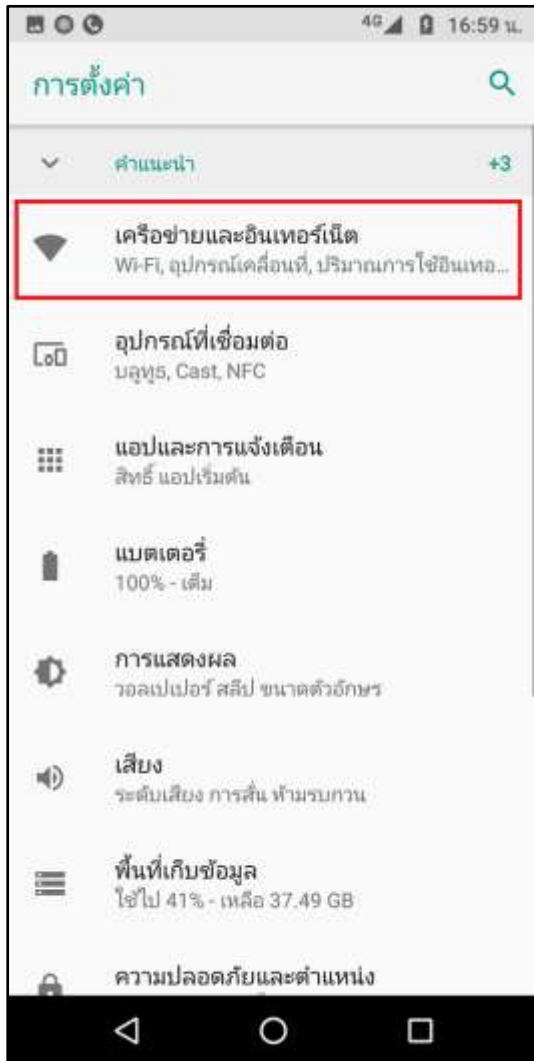 4G 16:59 น.
การตั้งค่า
คำแนะนำ +3
เครือข่ายและอินเทอร์เน็ต
Wi-Fi, อุปกรณ์เคลื่อนที่, ปริมาณการใช้อินเทอ...
อุปกรณ์ที่เชื่อมต่อ
บลูทูธ, Cast, NFC
แอปและการแจ้งเตือน
สิทธิ์ แอปเริ่มต้น
แบตเตอรี่
100% - เต็ม
การแสดงผล
วอลเปเปอร์ สลีป ขนาดตัวอักษร
เสียง
ระดับเสียง การสั่น ห้ามรบกวน
พื้นที่เก็บข้อมูล
ใช้ไป 41% - เหลือ 37.49 GB
ความปลอดภัยและตำแหน่ง